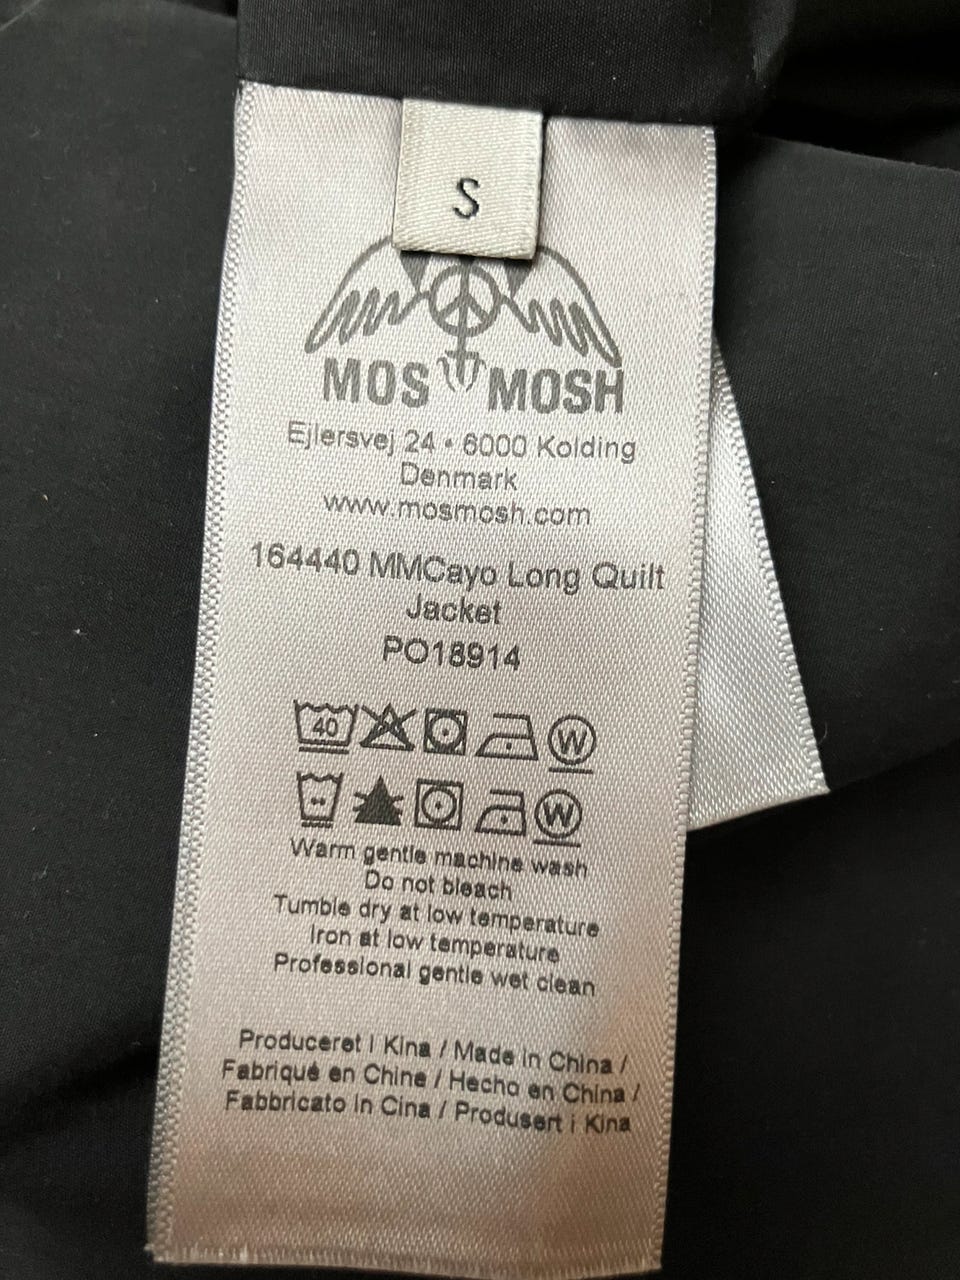 S
MOS MOSH
Ejlersvej 24 • 6000 Kolding
Denmark
www.mosmosh.com
164440 MMCayo Long Quilt
Jacket
PO18914
40
W
W
Warm gentle machine wash
Do not bleach
Tumble dry at low temperature
Iron at low temperature
Professional gentle wet clean
Produceret i Kina / Made in China /
Fabriqué en Chine / Hecho en China /
Fabbricato in Cina / Produsert i Kina